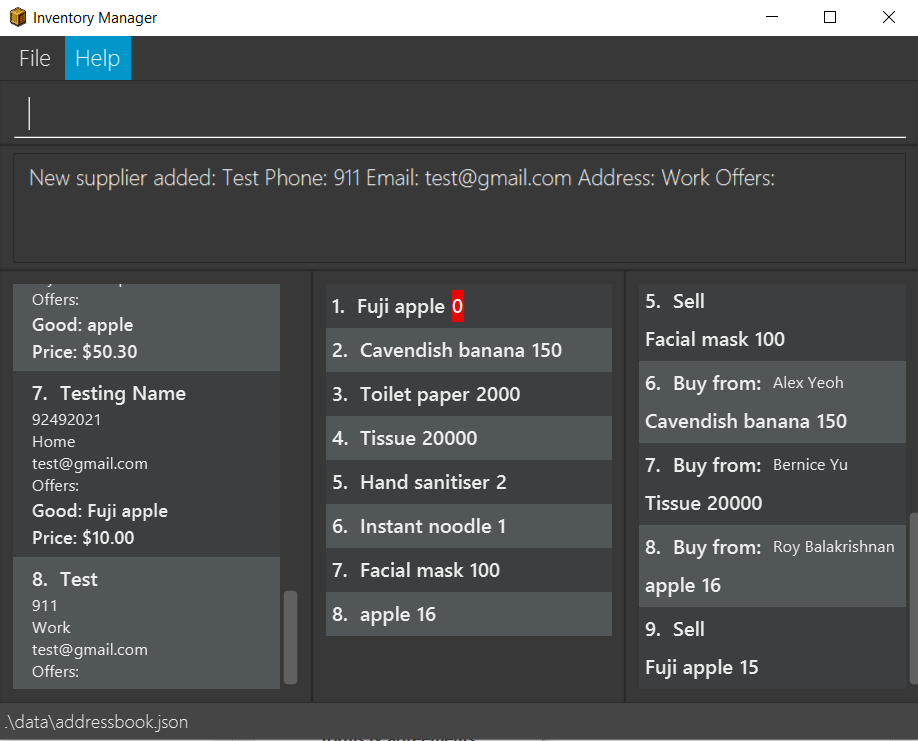 Inventory Manager
File Help
New supplier added: Test Phone: 911 Email: test@gmail.com Address: Work Offers:
Offers:
Good: apple
Price: $50.30
7. Testing Name
92492021
Home
test@gmail.com
Offers:
Good: Fuji apple
Price: $10.00
8. Test
911
Work
test@gmail.com
Offers:
1. Fuji apple 0
2. Cavendish banana 150
3. Toilet paper 2000
4. Tissue 20000
5. Hand sanitiser 2
6. Instant noodle 1
7. Facial mask 100
8. apple 16
5. Sell
Facial mask 100
6. Buy from: Alex Yeoh
Cavendish banana 150
7. Buy from: Bernice Yu
Tissue 20000
8. Buy from: Roy Balakrishnan
apple 16
9. Sell
Fuji apple 15
.\data\addressbook.json